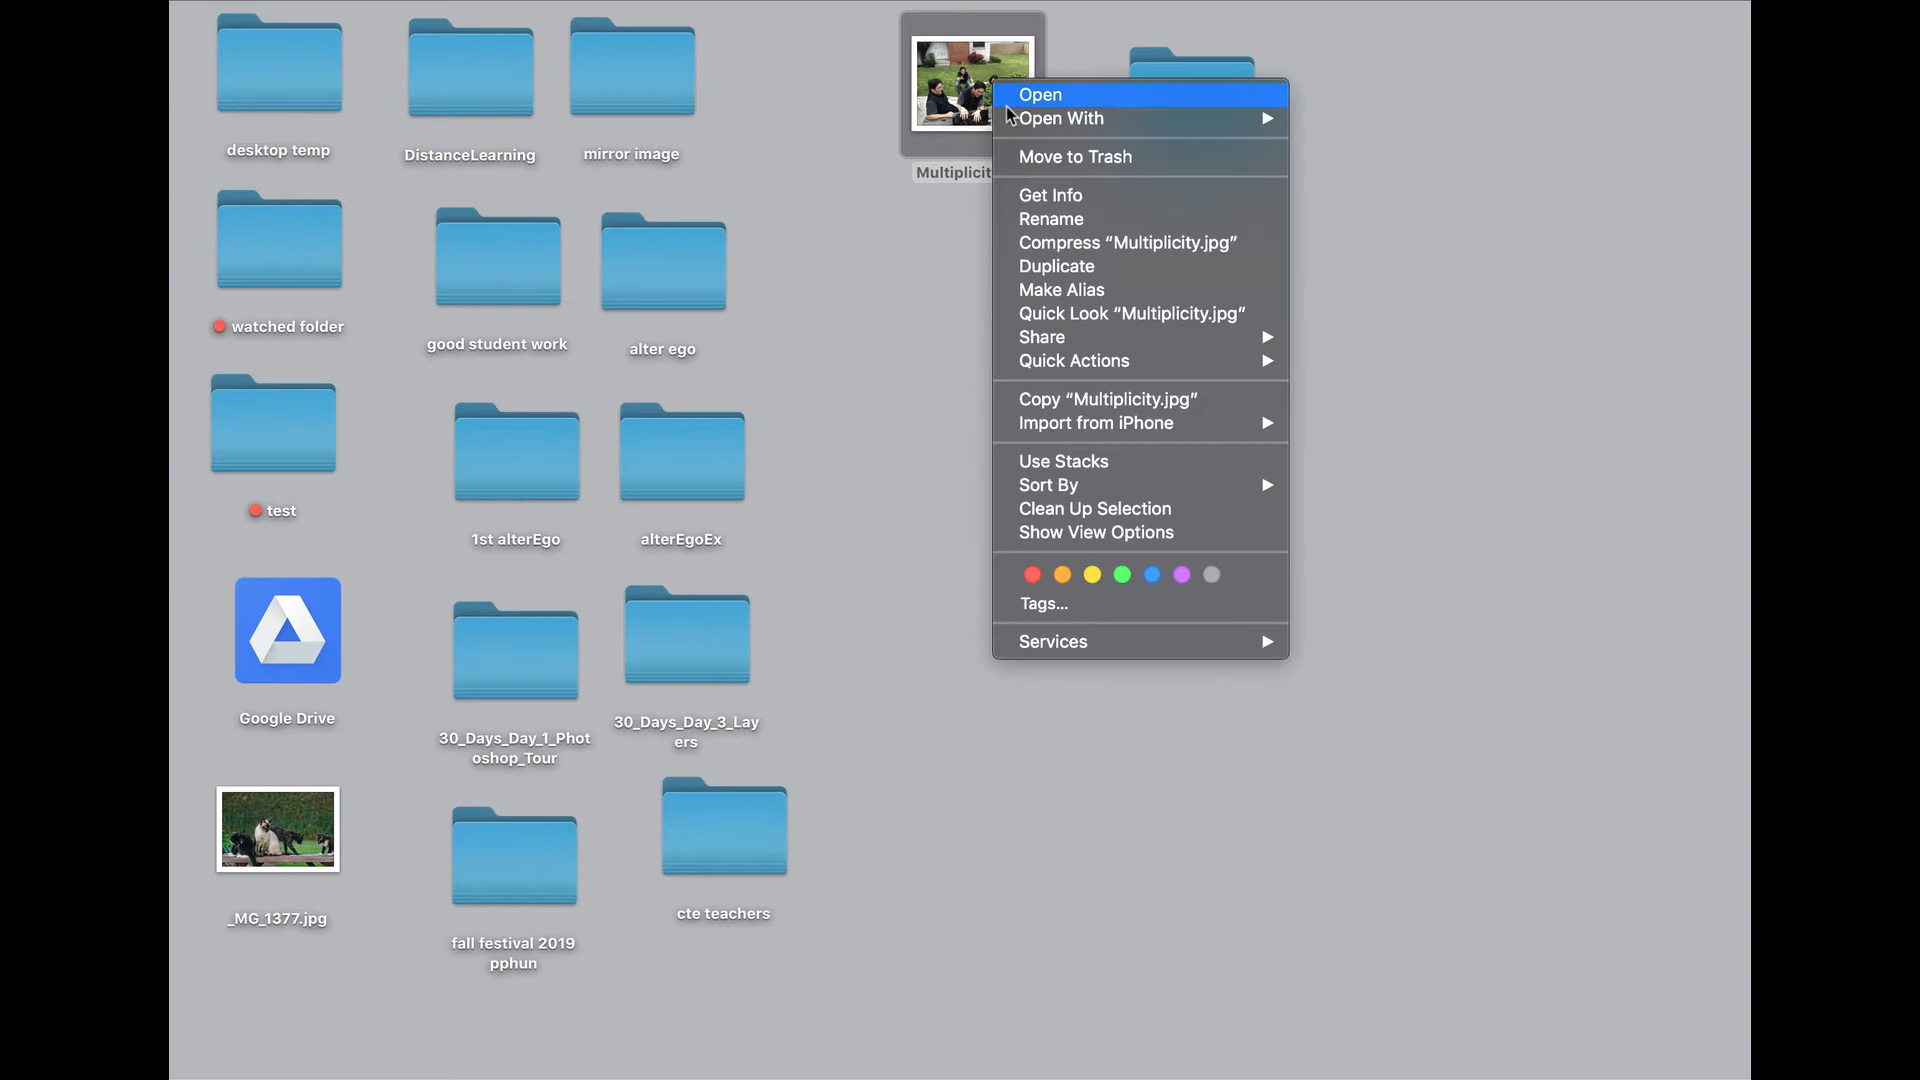 desktop temp
DistanceLearning
mirror image
Multiplicit
watched folder
good student work
alter ego
test
1st alterEgo
alterEgoEx
Google Drive
30_Days_Day_1_Phot
oshop_Tour
30_Days_Day_3_Lay
ers
_MG_1377.jpg
fall festival 2019
pphun
cte teachers
Open
Open With
Move to Trash
Get Info
Rename
Compress “Multiplicity.jpg”
Duplicate
Make Alias
Quick Look “Multiplicity.jpg”
Share
Quick Actions
Copy “Multiplicity.jpg”
Import from iPhone
Use Stacks
Sort By
Clean Up Selection
Show View Options
Tags...
Services